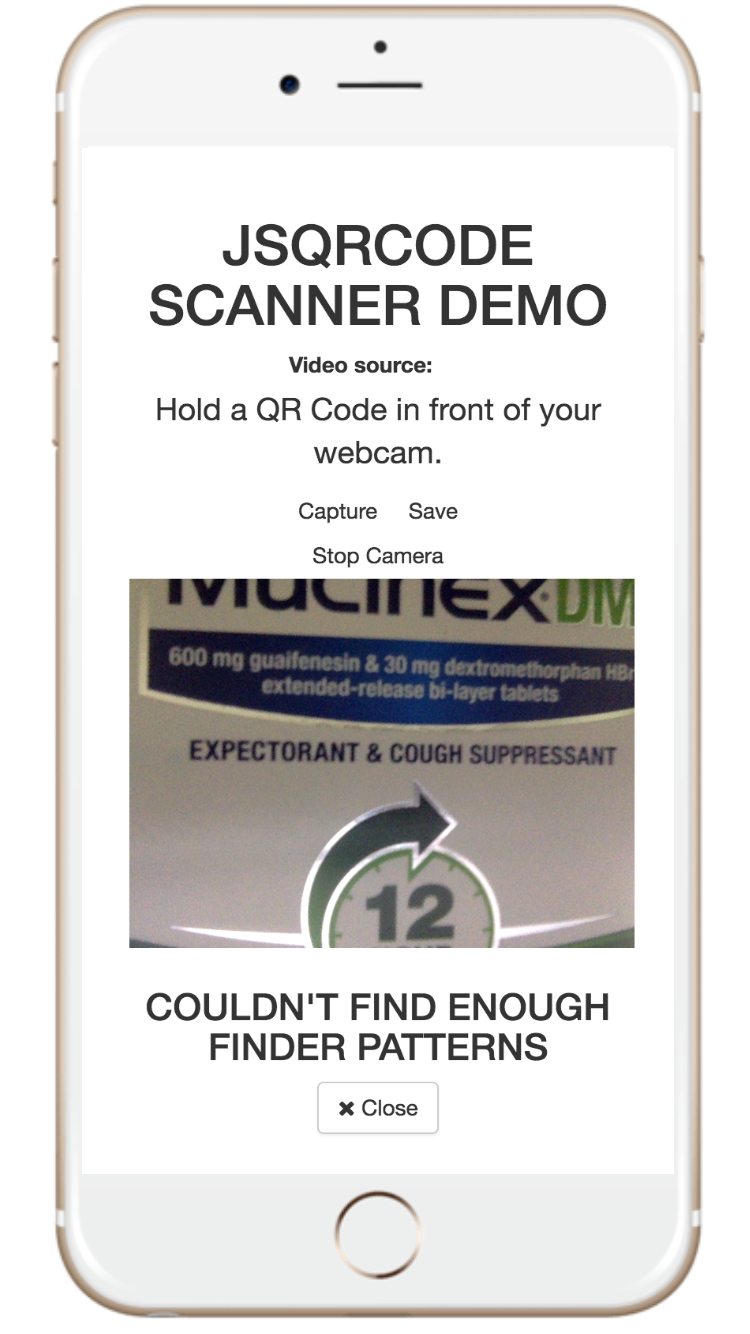 JSQRCODE
SCANNER DEMO
Video source:
Hold a QR Code in front of your
webcam.
Capture Save
Stop Camera
Mucinex DM
600 mg guaifenesin & 30 mg dextromethorphan HBr
extended-release bi-layer tablets
EXPECTORANT & COUGH SUPPRESSANT
12
HOUR
COULDN'T FIND ENOUGH
FINDER PATTERNS
✖ Close